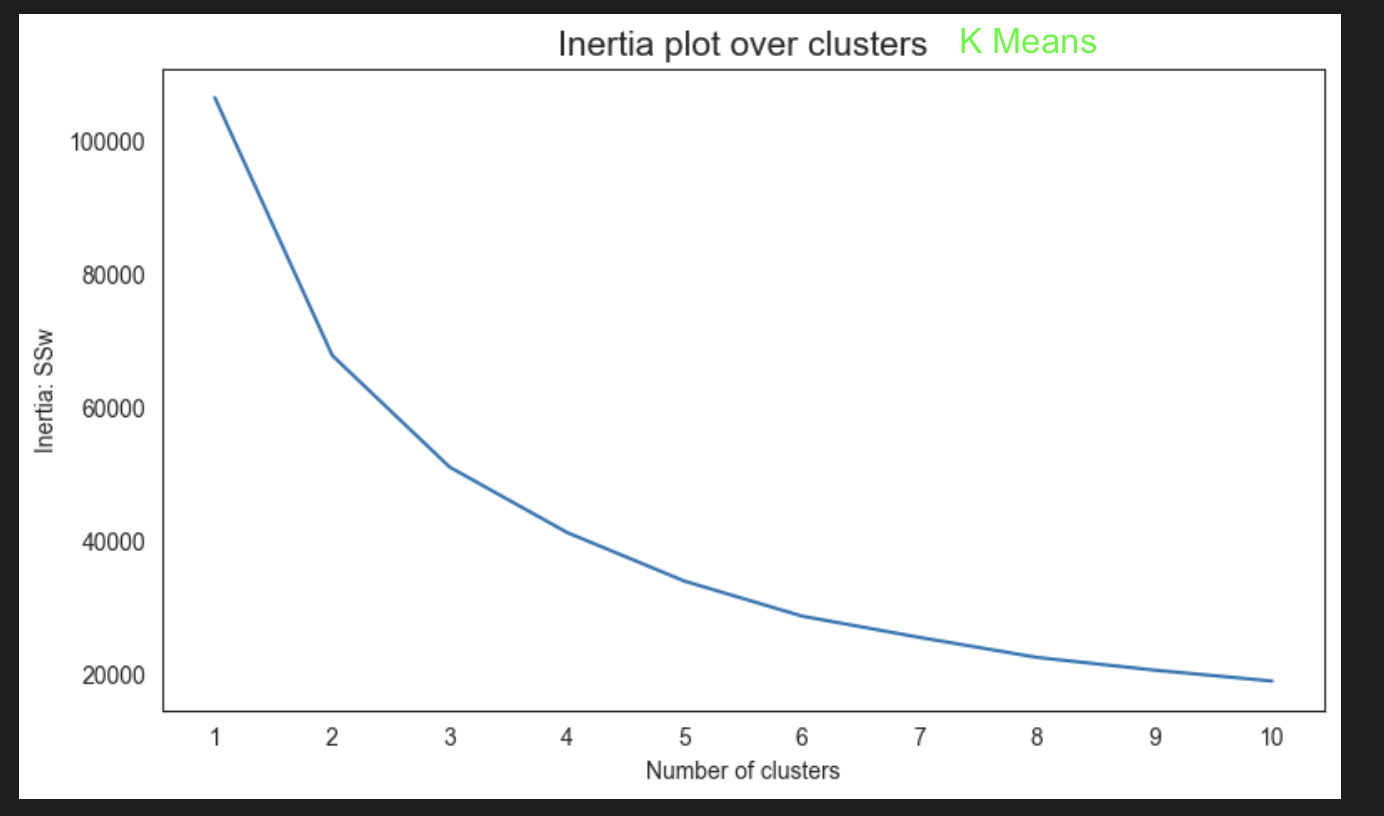 Inertia plot over clusters K Means
100000
80000
60000
40000
20000
Inertia: SSw
1 2 3 4 5 6 7 8 9 10
Number of clusters